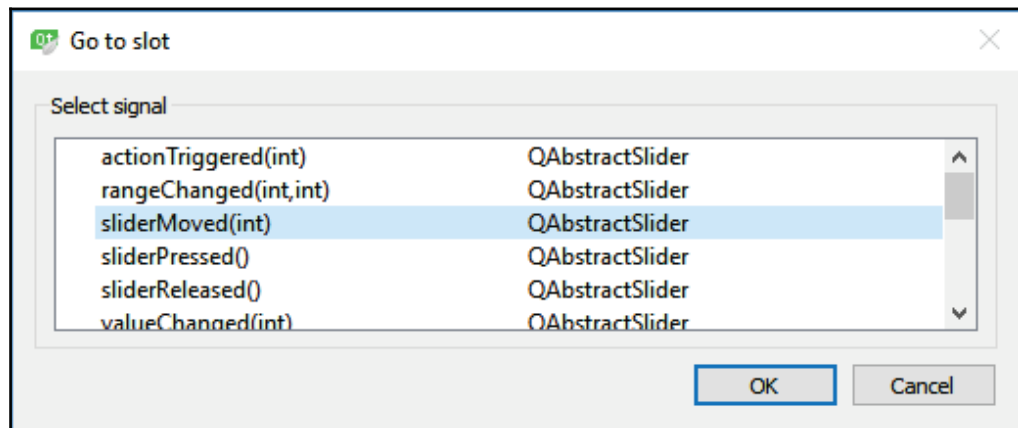 Qt Go to slot
Select signal
actionTriggered(int) QAbstractSlider
rangeChanged(int,int) QAbstractSlider
sliderMoved(int) QAbstractSlider
sliderPressed() QAbstractSlider
sliderReleased() QAbstractSlider
valueChanged(int) QAbstractSlider
OK Cancel